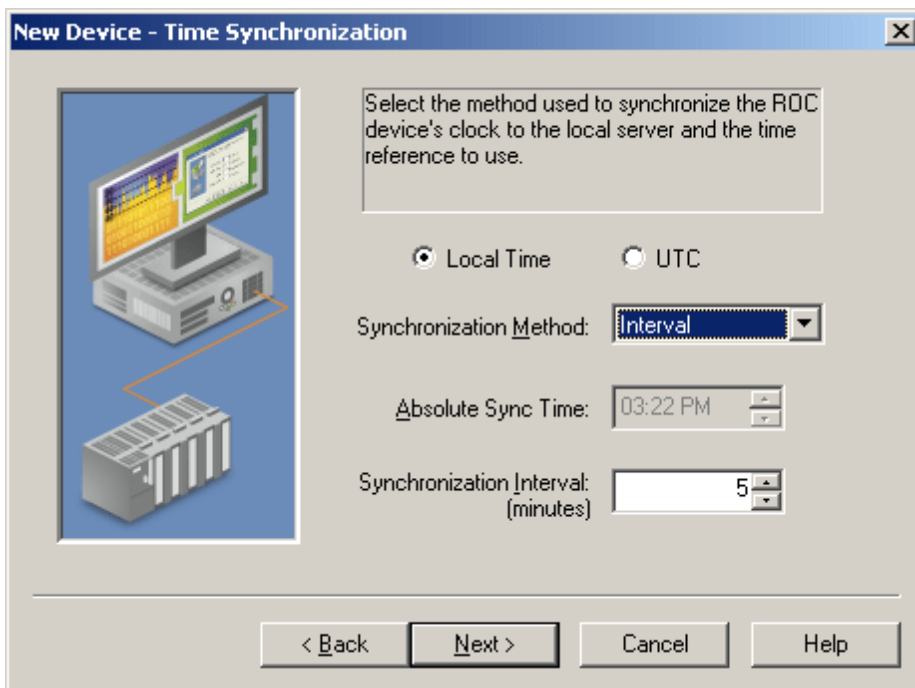 New Device - Time Synchronization
Select the method used to synchronize the ROC
device's clock to the local server and the time
reference to use.
Local Time
UTC
Synchronization Method:
Interval
Absolute Sync Time:
03:22 PM
Synchronization Interval:
(minutes)
5
< Back
Next >
Cancel
Help